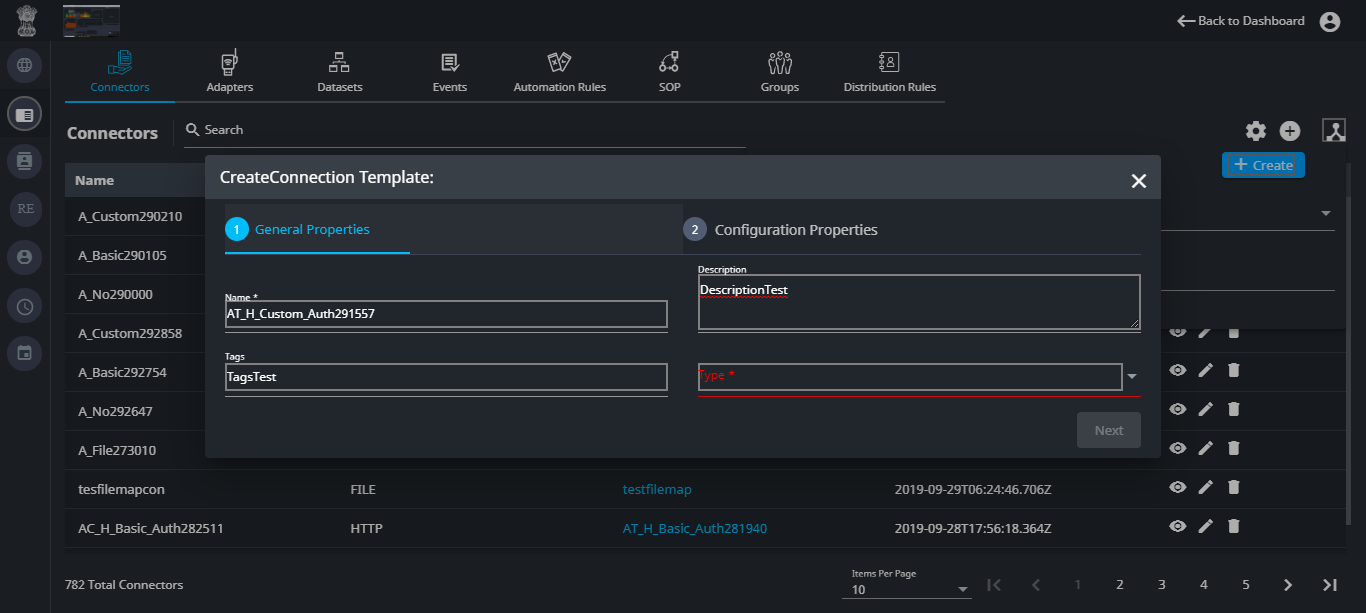 Back to Dashboard
Connectors
Adapters
Datasets
Events
Automation Rules
SOP
Groups
Distribution Rules
Connectors
Search
Create
Name
RE
CreateConnection Template:
1 General Properties
2 Configuration Properties
Name *
AT_H_Custom_Auth291557
Description
DescriptionTest
Tags
TagsTest
Type *
Next
A_Custom290210
A_Basic290105
A_No290000
A_Custom292858
A_Basic292754
A_No292647
A_File273010
tesfilemapcon FILE testfilemap 2019-09-29T06:24:46.706Z
AC_H_Basic_Auth282511 HTTP AT_H_Basic_Auth281940 2019-09-28T17:56:18.364Z
782 Total Connectors
Items Per Page
10
1 2 3 4 5